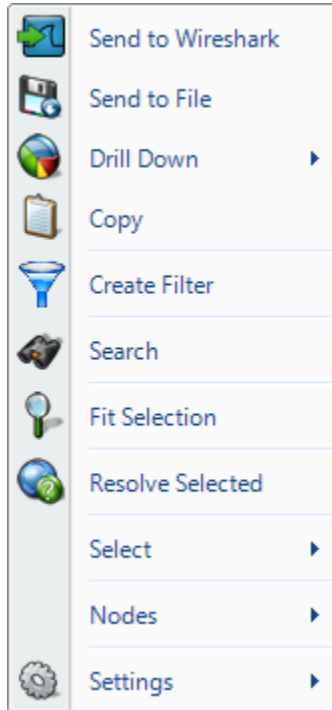 Send to Wireshark
Send to File
Drill Down
Copy
Create Filter
Search
Fit Selection
Resolve Selected
Select
Nodes
Settings